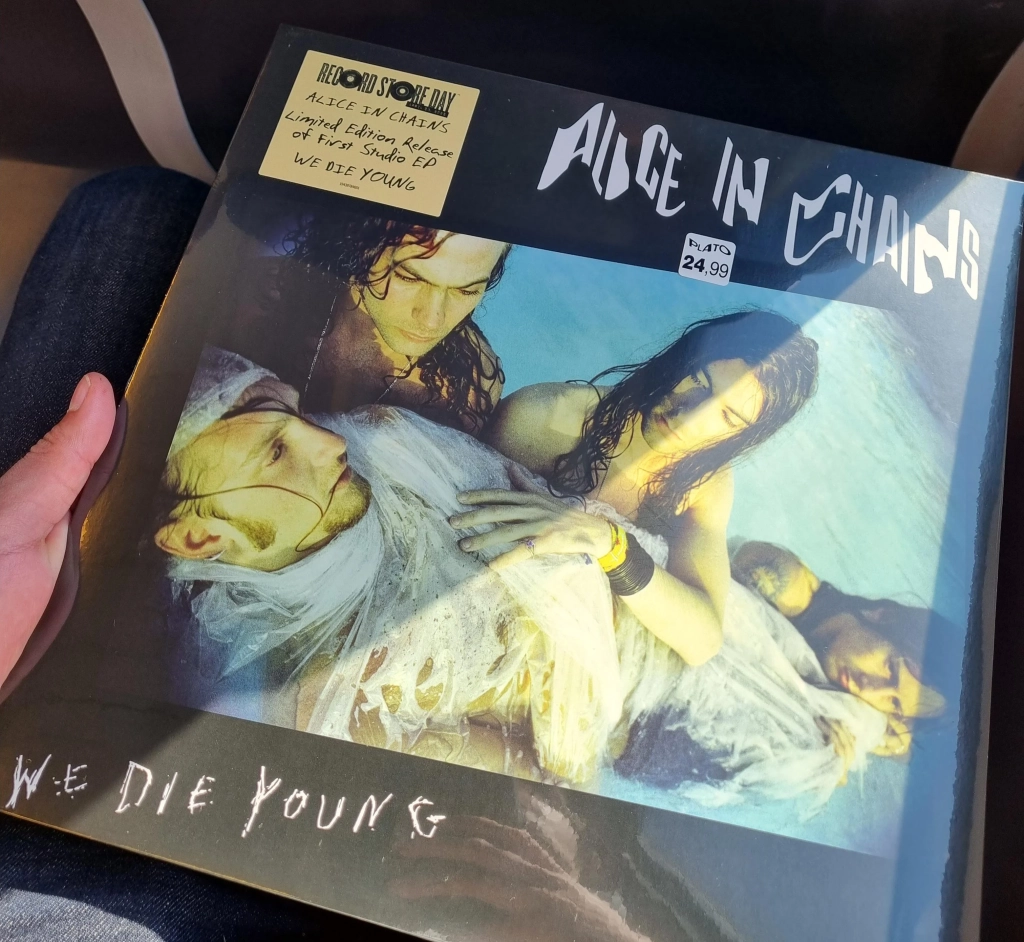 RECORD STORE DAY
ALICE IN CHAINS
Limited Edition Release
of First Studio EP
WE DIE YOUNG
ALICE IN CHAINS
PLATO
24,99
WE DIE YOUNG